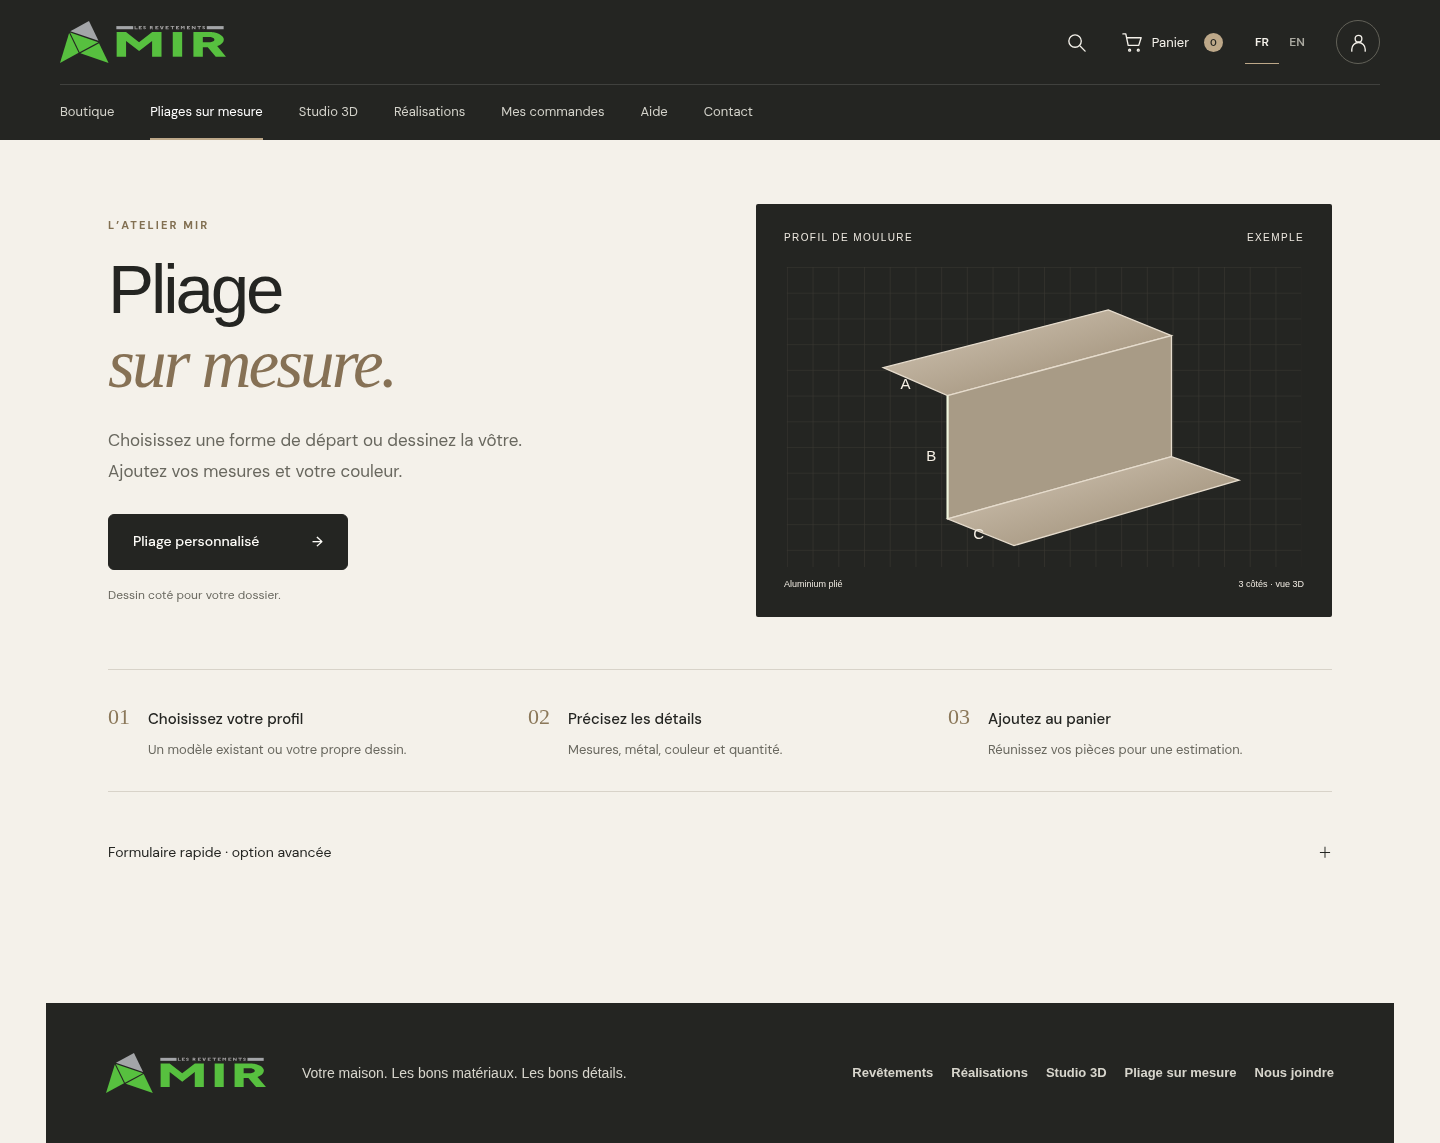 LES REVÊTEMENTS
MIR
Panier 0
FR EN
Boutique Pliages sur mesure Studio 3D Réalisations Mes commandes Aide Contact
L’ATELIER MIR
Pliage
sur mesure.
Choisissez une forme de départ ou dessinez la vôtre.
Ajoutez vos mesures et votre couleur.
Pliage personnalisé →
Dessin coté pour votre dossier.
PROFIL DE MOULURE EXEMPLE
A
B
C
Aluminium plié 3 côtés · vue 3D
01 Choisissez votre profil
Un modèle existant ou votre propre dessin.
02 Précisez les détails
Mesures, métal, couleur et quantité.
03 Ajoutez au panier
Réunissez vos pièces pour une estimation.
Formulaire rapide · option avancée +
LES REVÊTEMENTS
MIR
Votre maison. Les bons matériaux. Les bons détails.
Revêtements Réalisations Studio 3D Pliage sur mesure Nous joindre